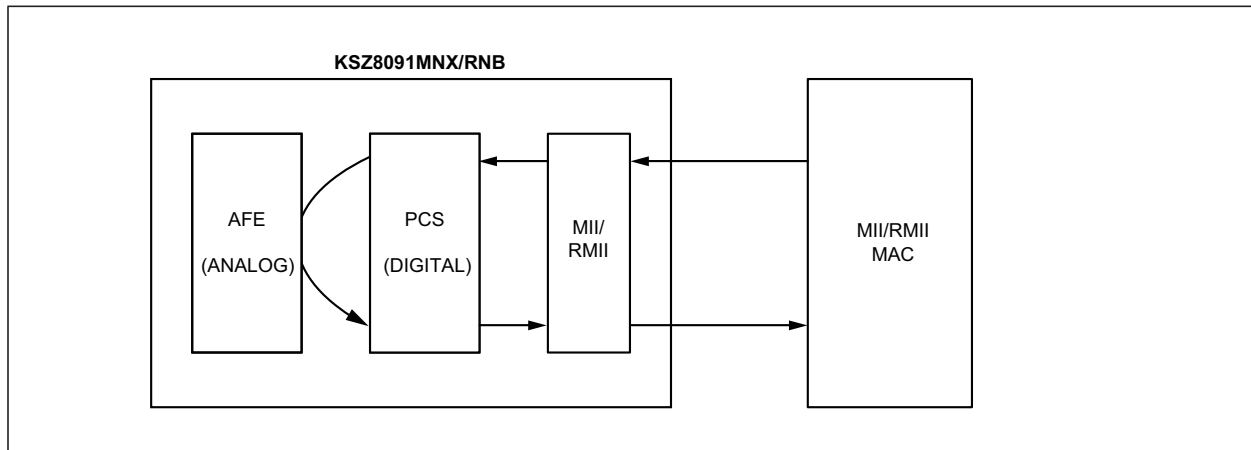 KSZ8091MNX/RNB
AFE
(ANALOG)
PCS
(DIGITAL)
MII/
RMII
MII/RMII
MAC